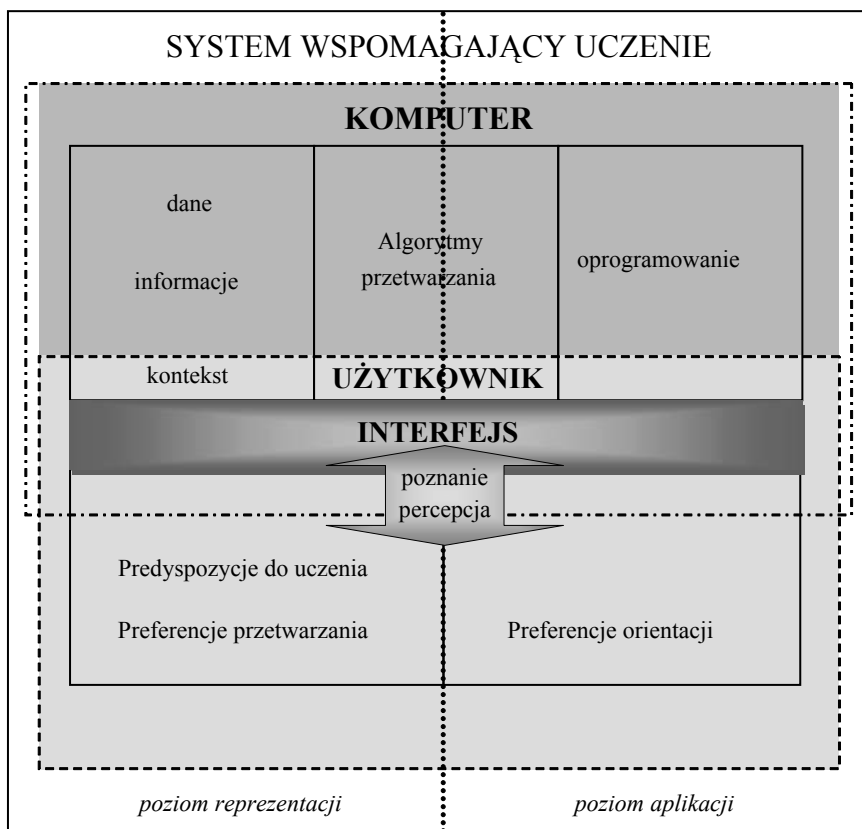 SYSTEM WSPOMAGAJĄCY UCZENIE
KOMPUTER
dane
informacje
Algorytmy
przetwarzania
oprogramowanie
kontekst
UŻYTKOWNIK
INTERFEJS
poznanie
percepcja
Predyspozycje do uczenia
Preferencje przetwarzania
Preferencje orientacji
poziom reprezentacji
poziom aplikacji